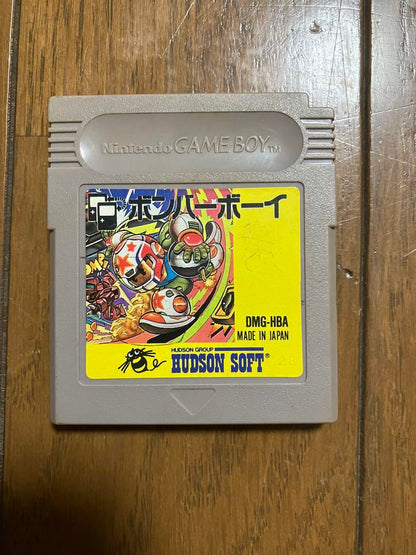 Nintendo GAME BOY TM
ボンバーボーイ
DMG-HBA
MADE IN JAPAN
HUDSON GROUP
HUDSON SOFT®